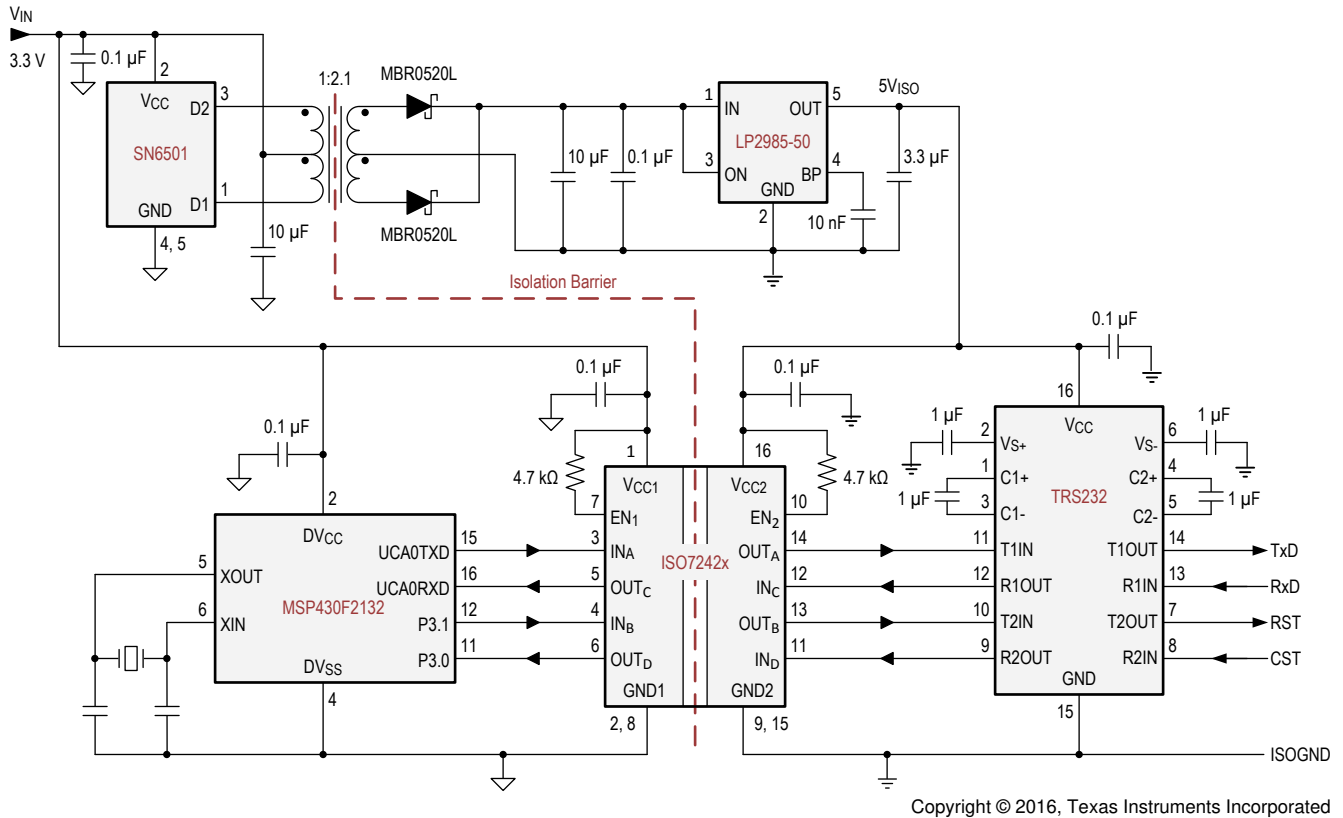 VIN
3.3 V
0.1 µF
2
VCC
D2
3
SN6501
D1
1
GND
4, 5
10 µF
1:2.1
MBR0520L
MBR0520L
10 µF
0.1 µF
1
IN
OUT
5
LP2985-50
3
ON
BP
4
GND
2
10 nF
3.3 µF
5VISO
Isolation Barrier
0.1 µF
2
DVCC
5
XOUT
6
XIN
MSP430F2132
UCA0TXD
15
UCA0RXD
16
P3.1
12
P3.0
11
DVSS
4
0.1 µF
4.7 kΩ
1
VCC1
7
EN1
3
INA
5
OUTC
4
INB
6
OUTD
GND1
2, 8
ISO7242x
0.1 µF
4.7 kΩ
16
VCC2
10
EN2
14
OUTA
12
INC
13
OUTB
11
IND
GND2
9, 15
0.1 µF
16
VCC
1 µF
2
VS+
1
C1+
1 µF
3
C1-
11
T1IN
12
R1OUT
10
T2IN
9
R2OUT
TRS232
VS-
6
1 µF
C2+
4
1 µF
C2-
5
T1OUT
14
TxD
R1IN
13
RxD
T2OUT
7
RST
R2IN
8
CST
GND
15
ISOGND
Copyright © 2016, Texas Instruments Incorporated